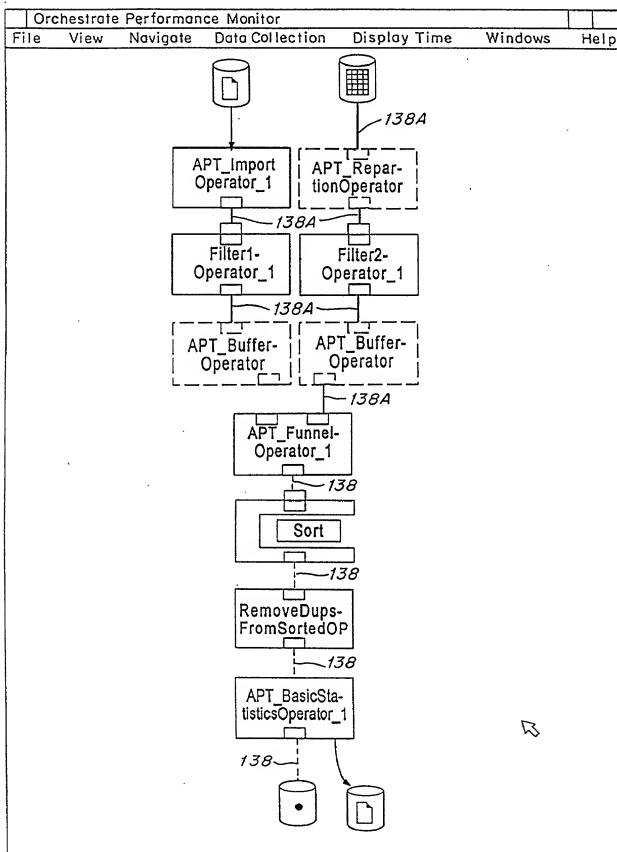 Orchestrate Performance Monitor
File View Navigate Data Collection Display Time Windows Help
138A
APT_Import
Operator_1
APT_Repar-
tionOperator
138A
Filter1-
Operator_1
Filter2-
Operator_1
138A
APT_Buffer-
Operator
APT_Buffer-
Operator
138A
APT_Funnel-
Operator_1
138
Sort
138
RemoveDups-
FromSortedOP
138
APT_BasicSta-
tisticsOperator_1
138